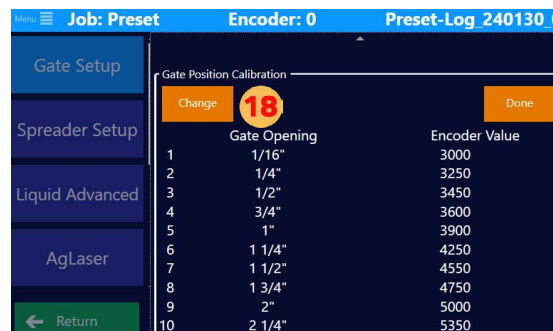 Menu Job: Preset Encoder: 0 Preset-Log_240130_
Gate Setup
Spreader Setup
Liquid Advanced
AgLaser
Return
Gate Position Calibration
Change 18 Done
Gate Opening Encoder Value
1 1/16" 3000
2 1/4" 3250
3 1/2" 3450
4 3/4" 3600
5 1" 3900
6 1 1/4" 4250
7 1 1/2" 4550
8 1 3/4" 4750
9 2" 5000
10 2 1/4" 5350